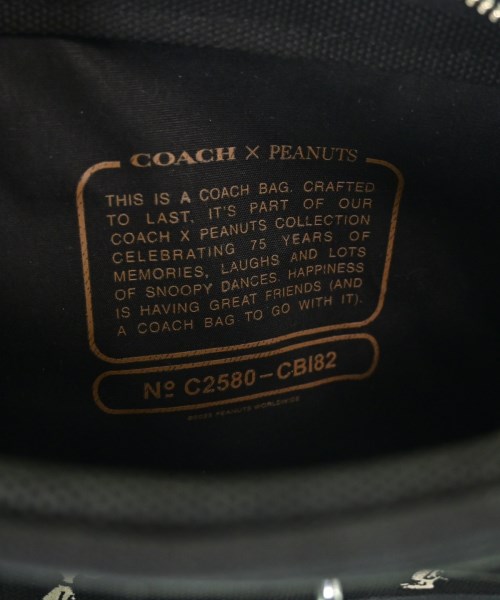 COACH × PEANUTS
THIS IS A COACH BAG. CRAFTED
TO LAST, IT'S PART OF OUR
COACH X PEANUTS COLLECTION
CELEBRATING 75 YEARS OF
MEMORIES, LAUGHS AND LOTS
OF SNOOPY DANCES. HAPPINESS
IS HAVING GREAT FRIENDS (AND
A COACH BAG TO GO WITH IT).
Nº C2580-CBI82
PEANUTS WORLDWIDE